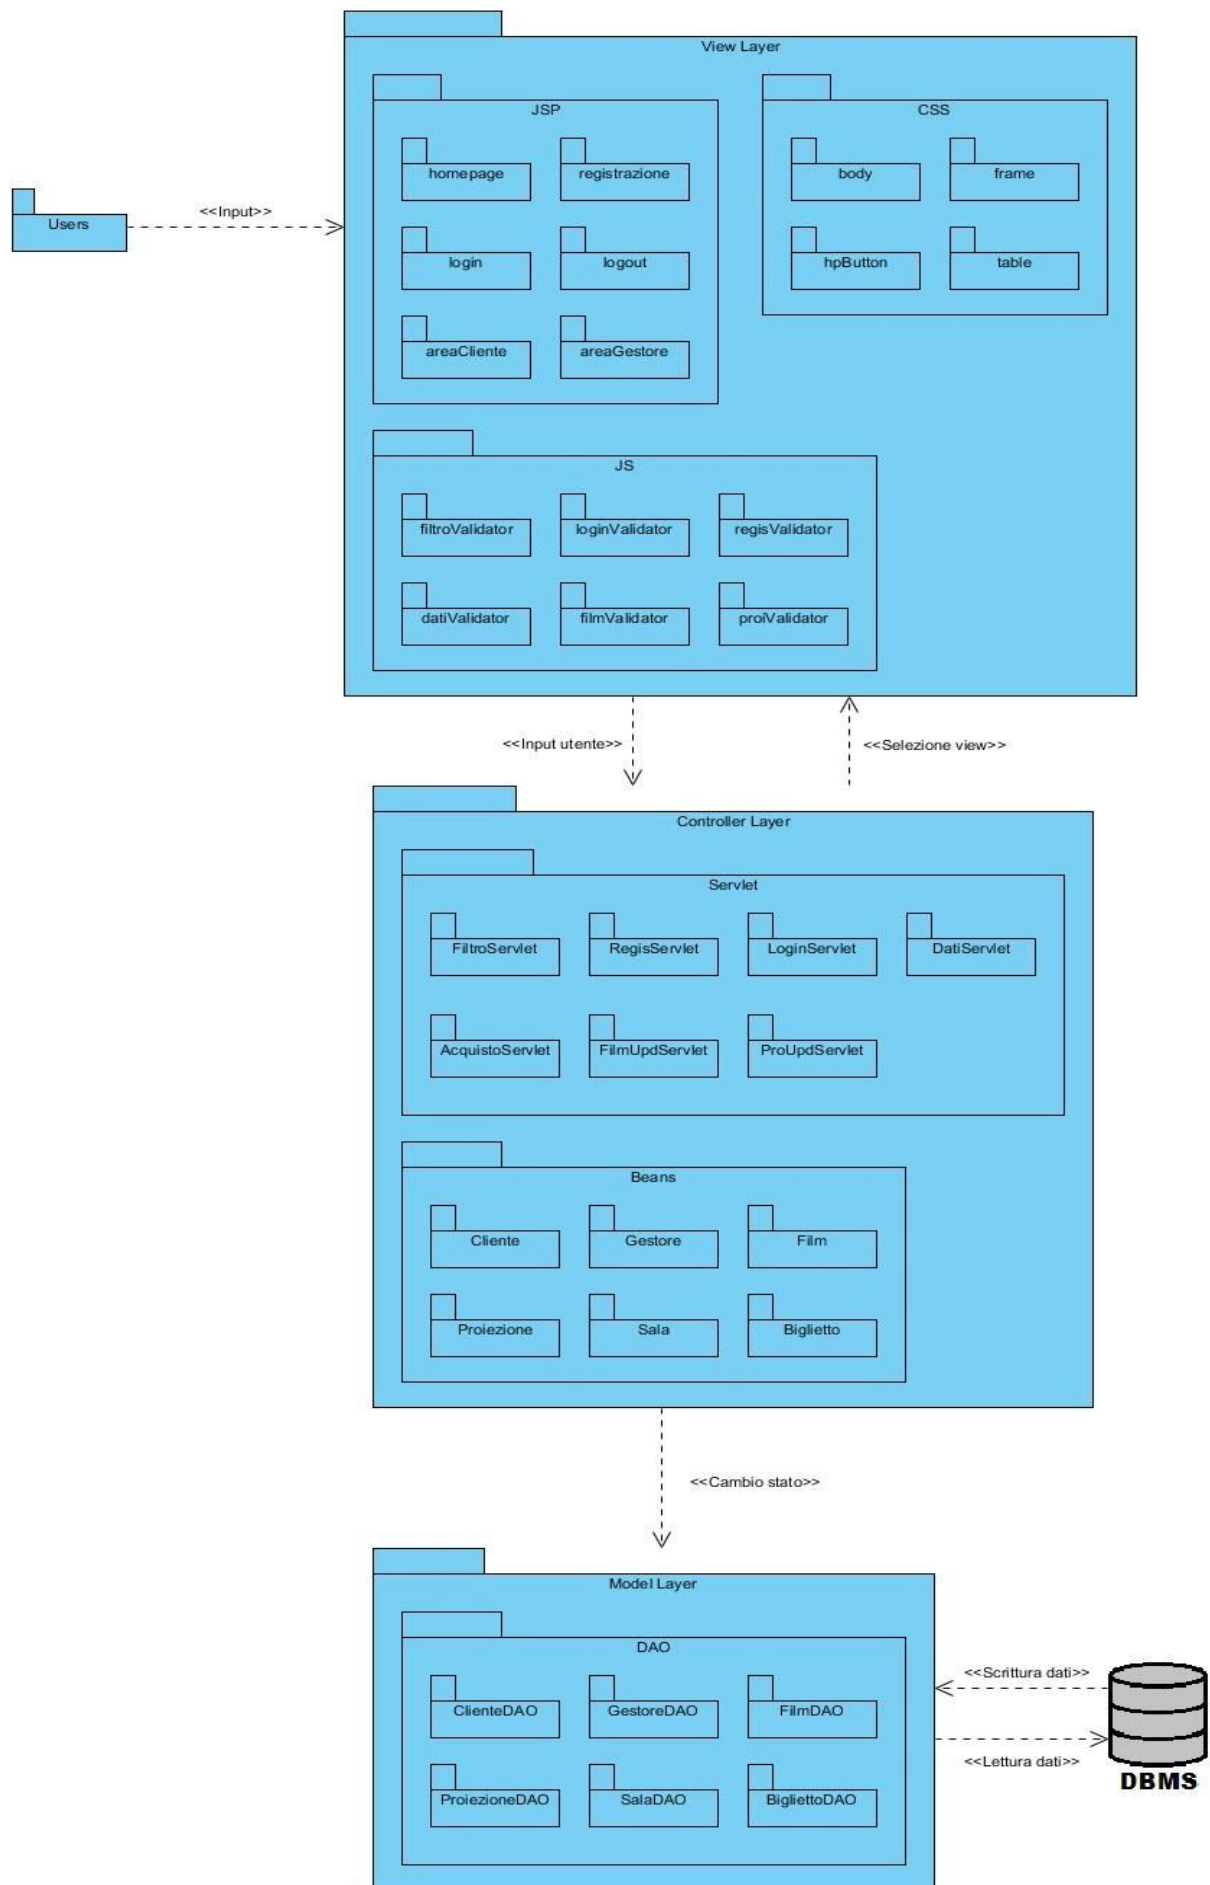 View Layer
JSP
CSS
homepage
registrazione
body
frame
Users
<<Input>>
login
logout
hpButton
table
areaCliente
areaGestore
JS
filtroValidator
loginValidator
regisValidator
datiValidator
filmValidator
proiValidator
<<Input utente>>
<<Selezione view>>
Controller Layer
Servlet
FiltroServlet
RegisServlet
LoginServlet
DatiServlet
AcquistoServlet
FilmUpdServlet
ProUpdServlet
Beans
Cliente
Gestore
Film
Proiezione
Sala
Biglietto
<<Cambio stato>>
Model Layer
DAO
ClienteDAO
GestoreDAO
FilmDAO
ProiezioneDAO
SalaDAO
BigliettoDAO
<<Scrittura dati>>
<<Lettura dati>>
DBMS